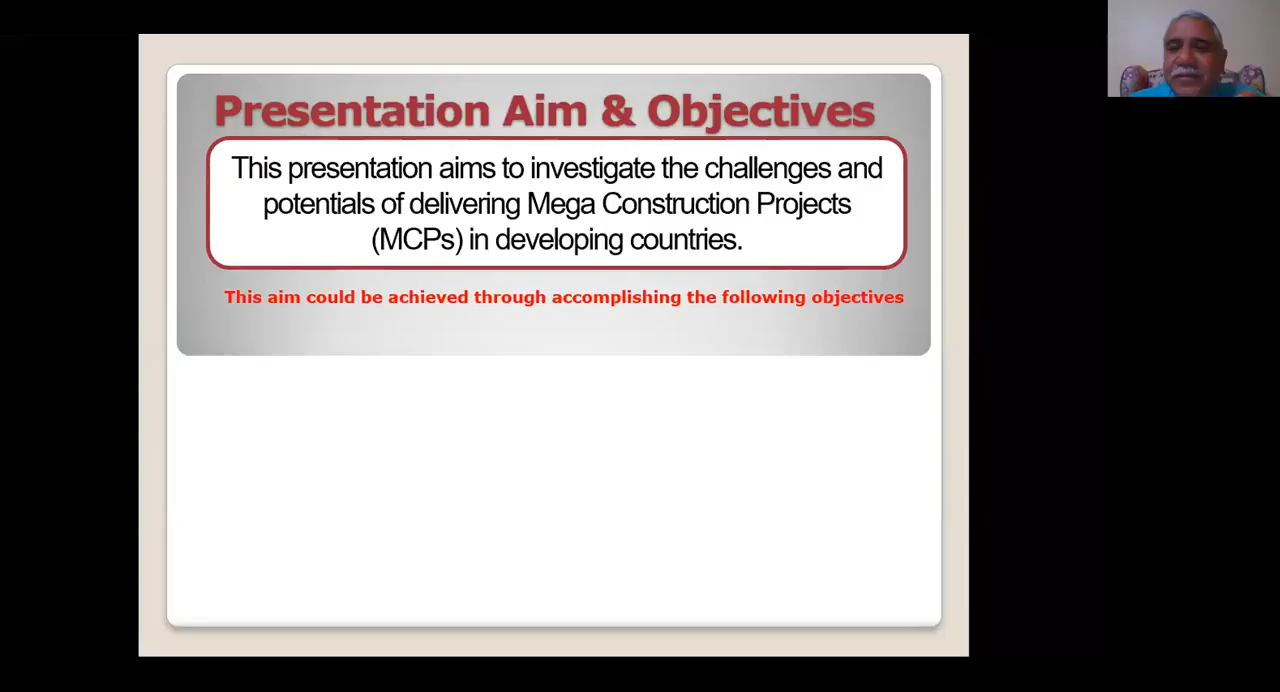 Presentation Aim & Objectives
This presentation aims to investigate the challenges and
potentials of delivering Mega Construction Projects
(MCPs) in developing countries.
This aim could be achieved through accomplishing the following objectives